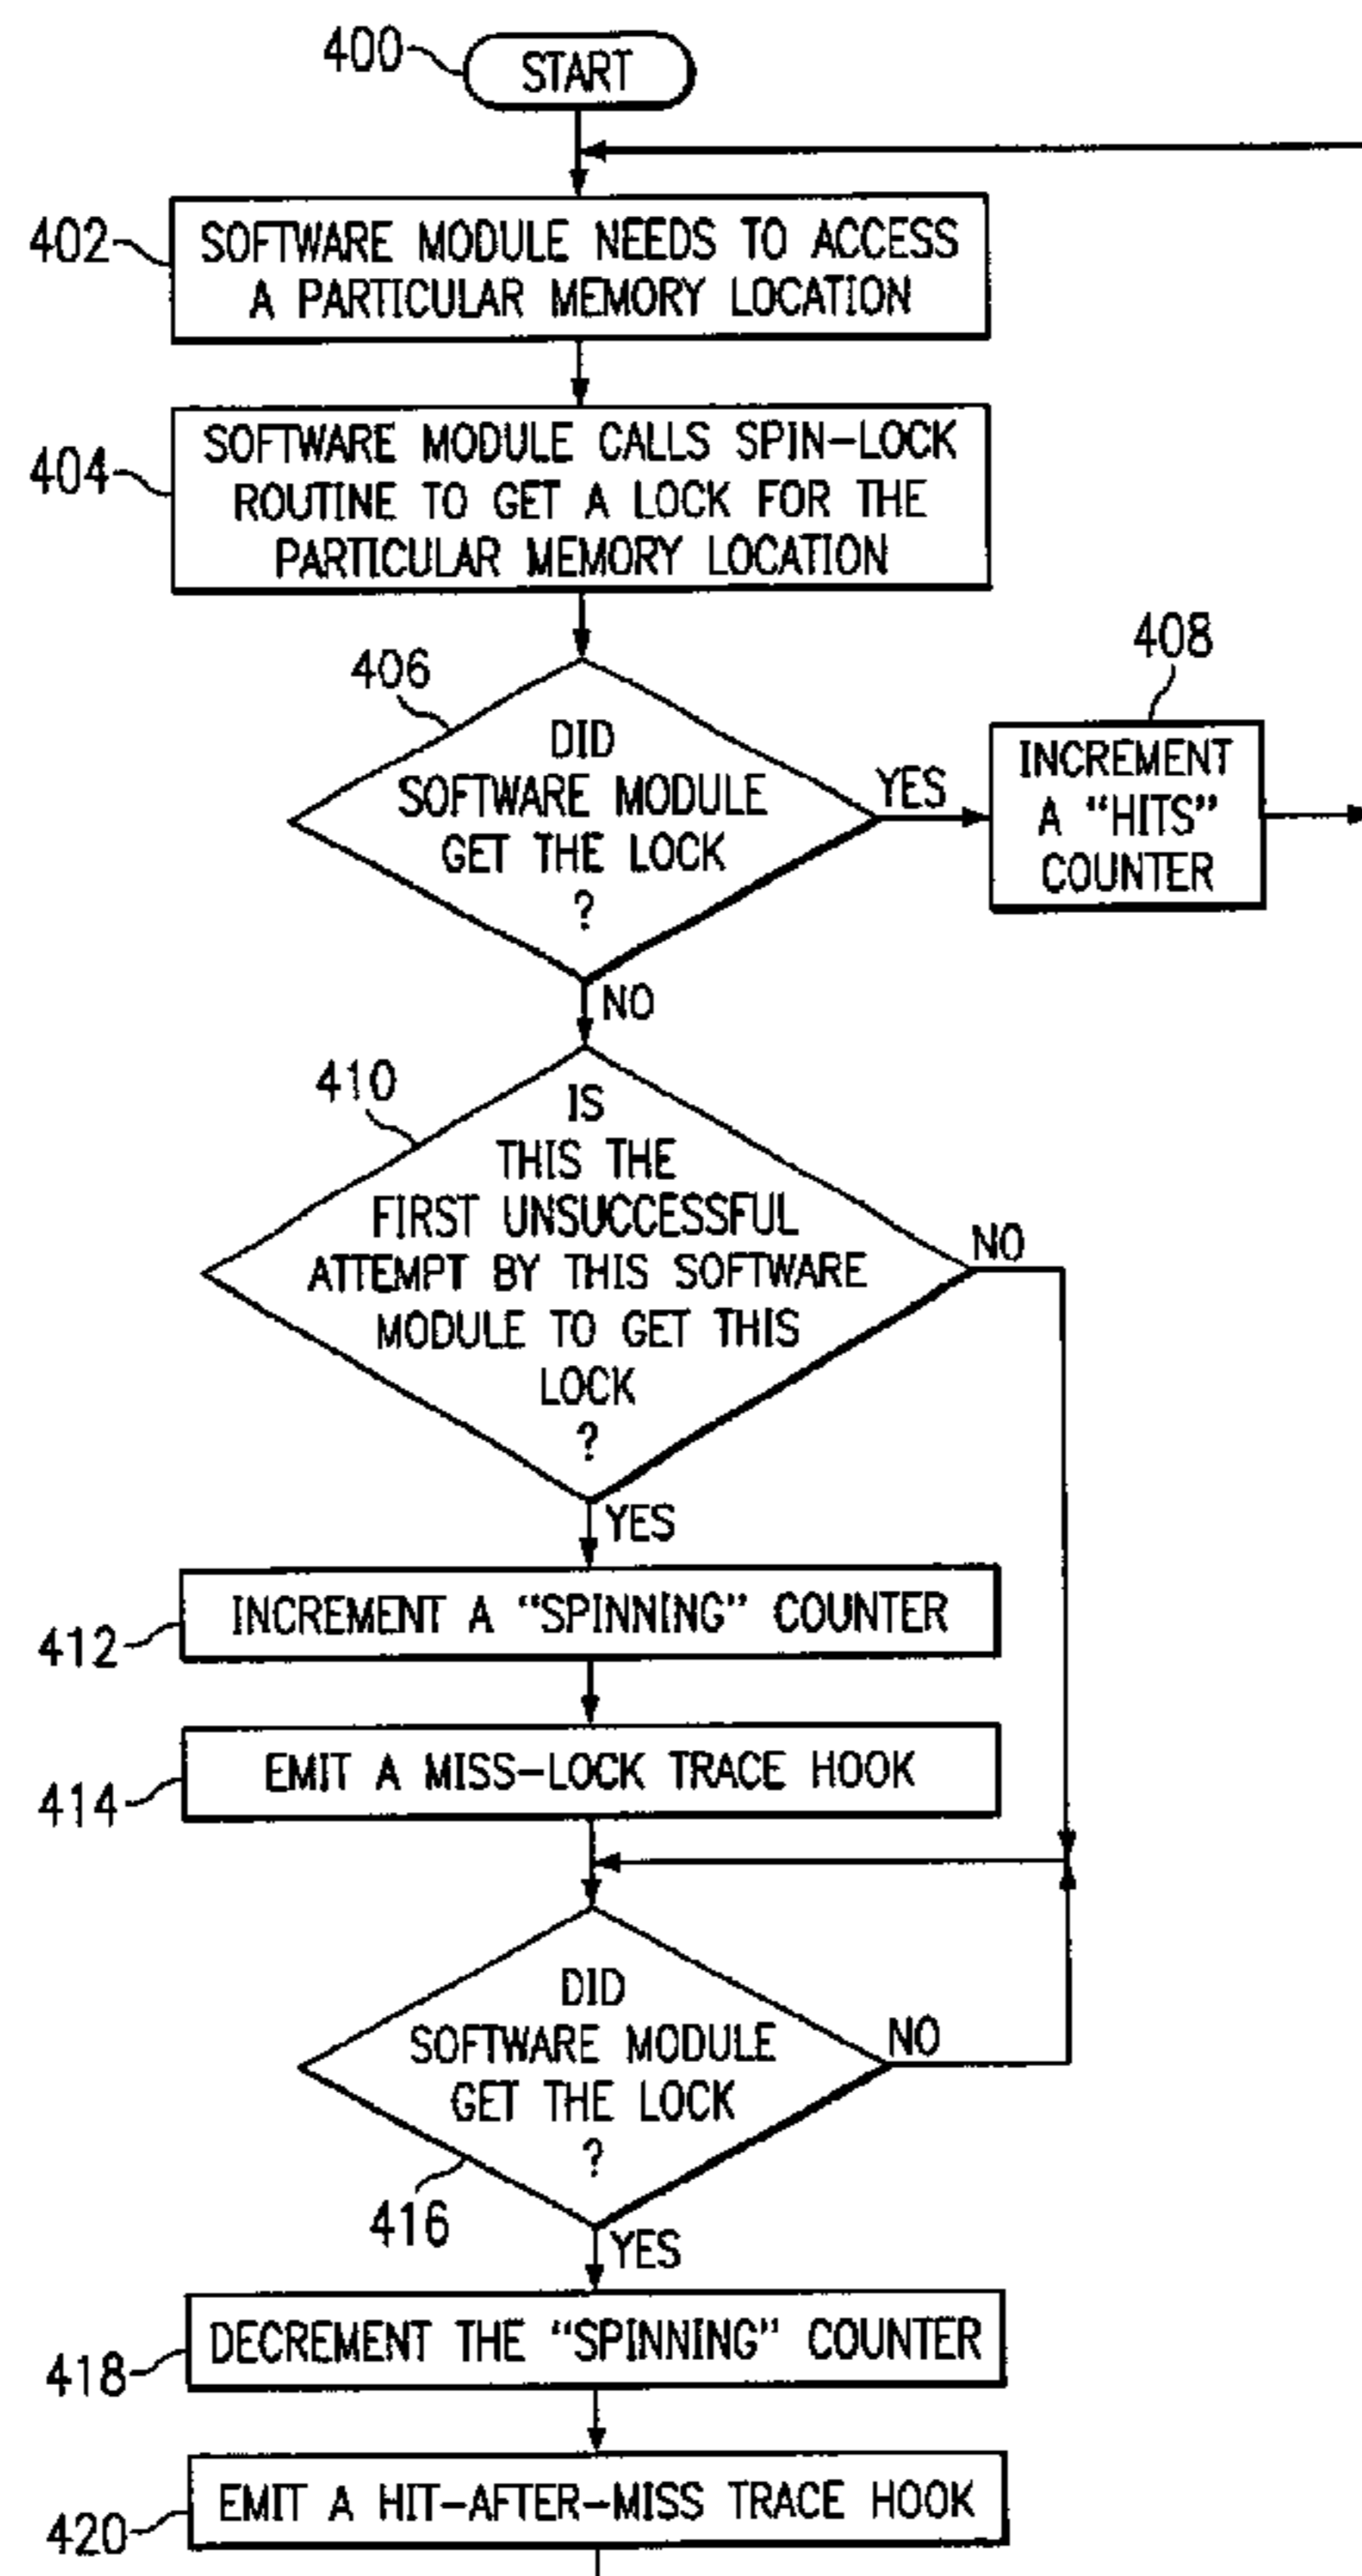 400
START
402
SOFTWARE MODULE NEEDS TO ACCESS
A PARTICULAR MEMORY LOCATION
404
SOFTWARE MODULE CALLS SPIN-LOCK
ROUTINE TO GET A LOCK FOR THE
PARTICULAR MEMORY LOCATION
406
DID
SOFTWARE MODULE
GET THE LOCK
?
YES
408
INCREMENT
A "HITS"
COUNTER
NO
410
IS
THIS THE
FIRST UNSUCCESSFUL
ATTEMPT BY THIS SOFTWARE
MODULE TO GET THIS
LOCK
?
NO
YES
412
INCREMENT A "SPINNING" COUNTER
414
EMIT A MISS-LOCK TRACE HOOK
DID
SOFTWARE MODULE
GET THE LOCK
?
NO
416
YES
418
DECREMENT THE "SPINNING" COUNTER
420
EMIT A HIT-AFTER-MISS TRACE HOOK